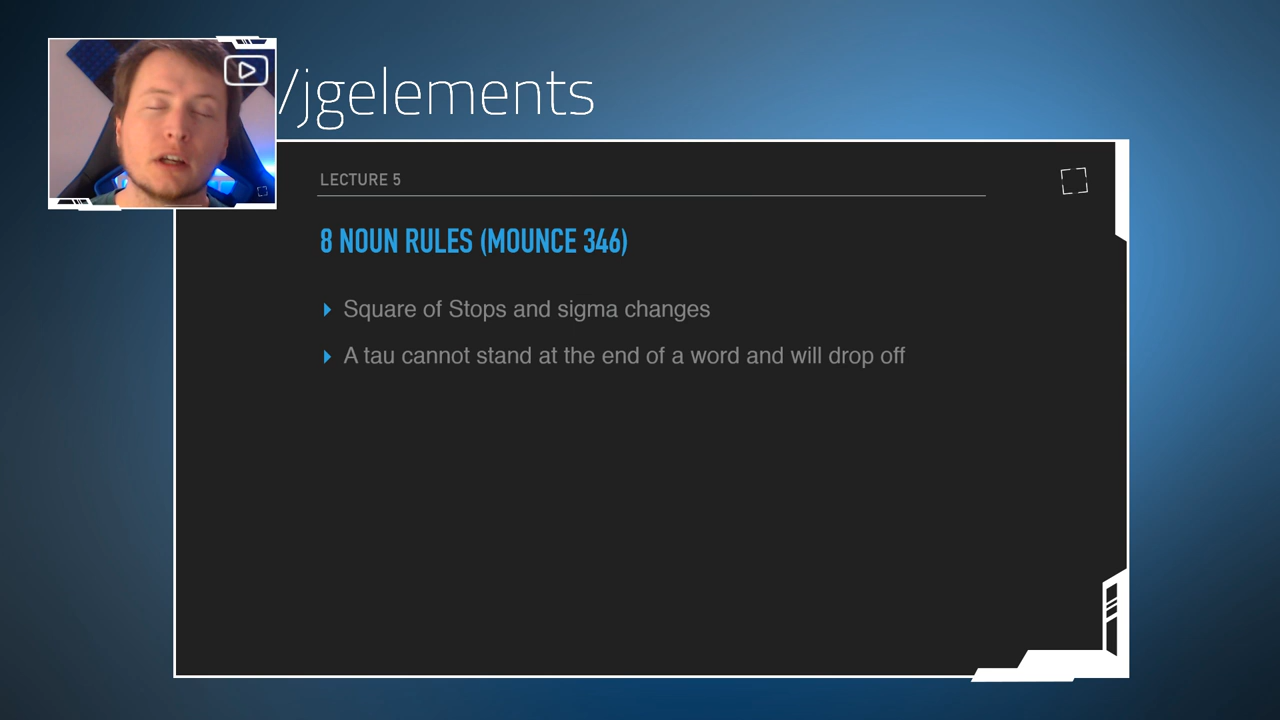 /jgelements
LECTURE 5
8 NOUN RULES (MOUNCE 346)
Square of Stops and sigma changes
A tau cannot stand at the end of a word and will drop off